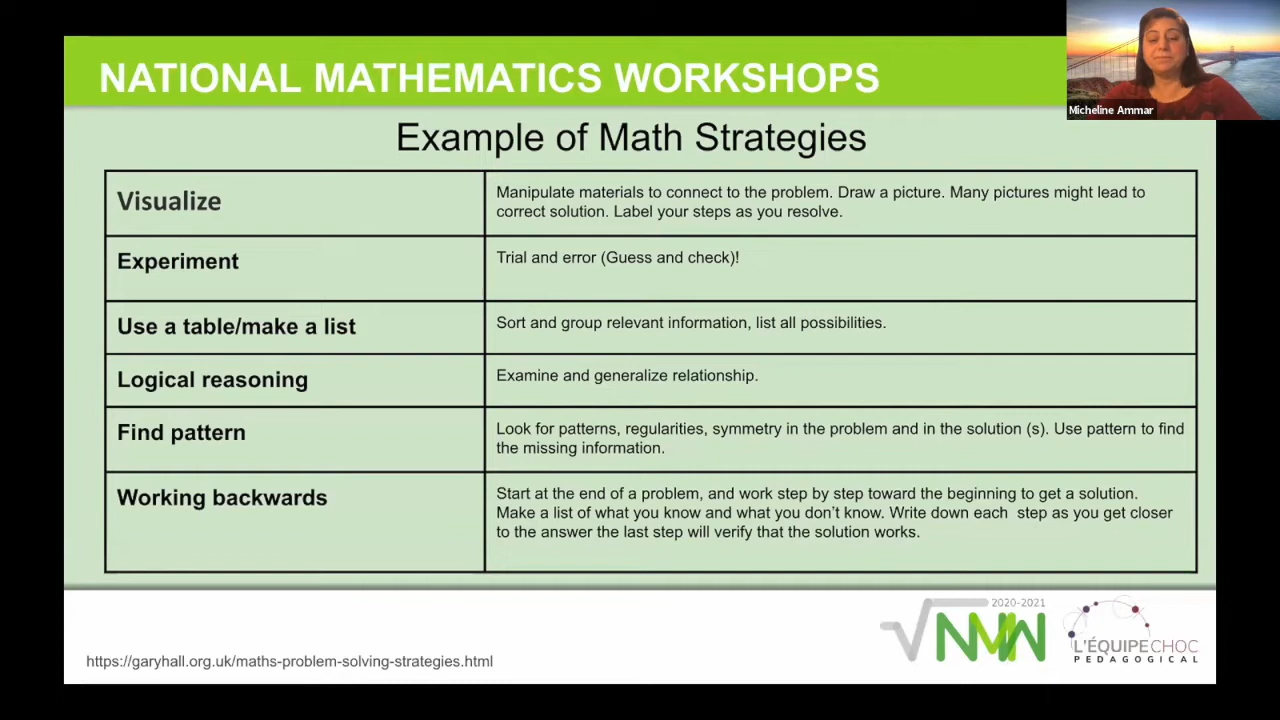 NATIONAL MATHEMATICS WORKSHOPS
Micheline Ammar
Example of Math Strategies
Visualize
Manipulate materials to connect to the problem. Draw a picture. Many pictures might lead to
correct solution. Label your steps as you resolve.
Experiment
Trial and error (Guess and check)!
Use a table/make a list
Sort and group relevant information, list all possibilities.
Logical reasoning
Examine and generalize relationship.
Find pattern
Look for patterns, regularities, symmetry in the problem and in the solution (s). Use pattern to find
the missing information.
Working backwards
Start at the end of a problem, and work step by step toward the beginning to get a solution.
Make a list of what you know and what you don’t know. Write down each  step as you get closer
to the answer the last step will verify that the solution works.
https://garyhall.org.uk/maths-problem-solving-strategies.html
2020-2021
√NMW
L'ÉQUIPECHOC
PEDAGOGICAL